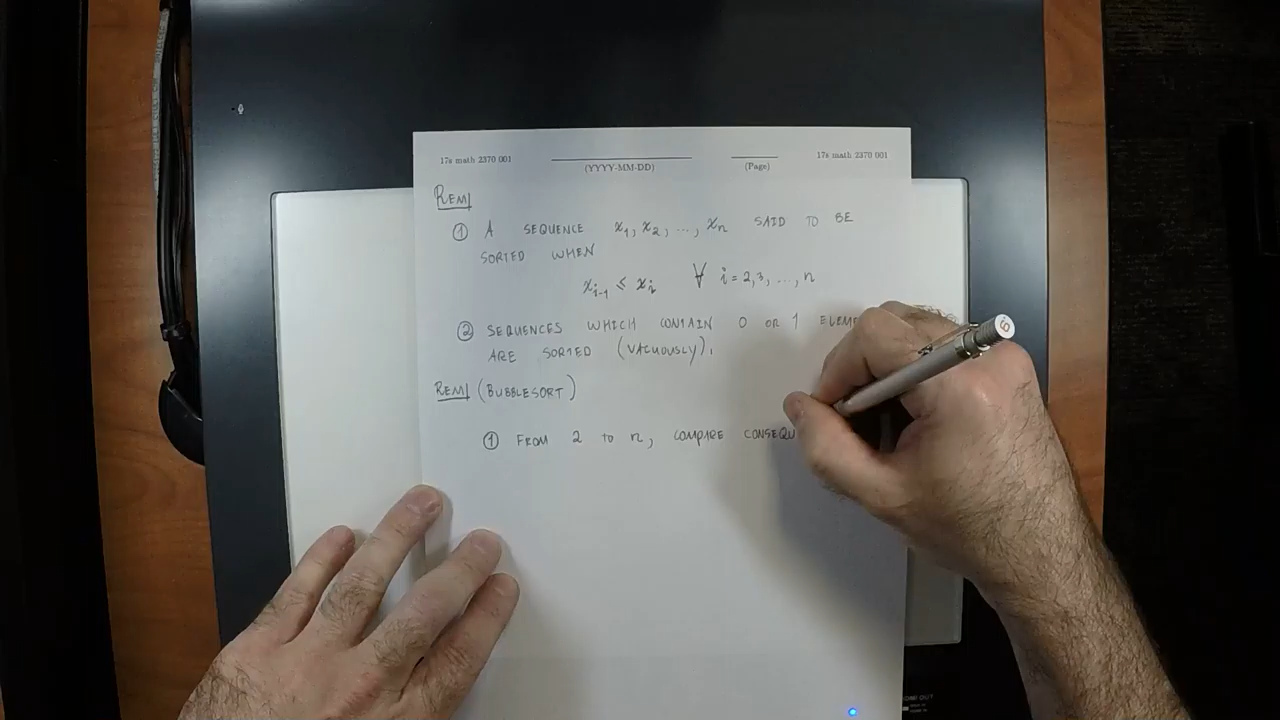 17s math 2370 001 (YYYY-MM-DD) (Page) 17s math 2370 001
REM
① A SEQUENCE x₁, x₂, ..., xₙ SAID TO BE
SORTED WHEN
xᵢ₋₁ ≤ xᵢ ∀ i = 2,3, ..., n
② SEQUENCES WHICH CONTAIN 0 OR 1
ARE SORTED (VACUOUSLY).
REM (BUBBLESORT)
① FROM 2 TO n, COMPARE